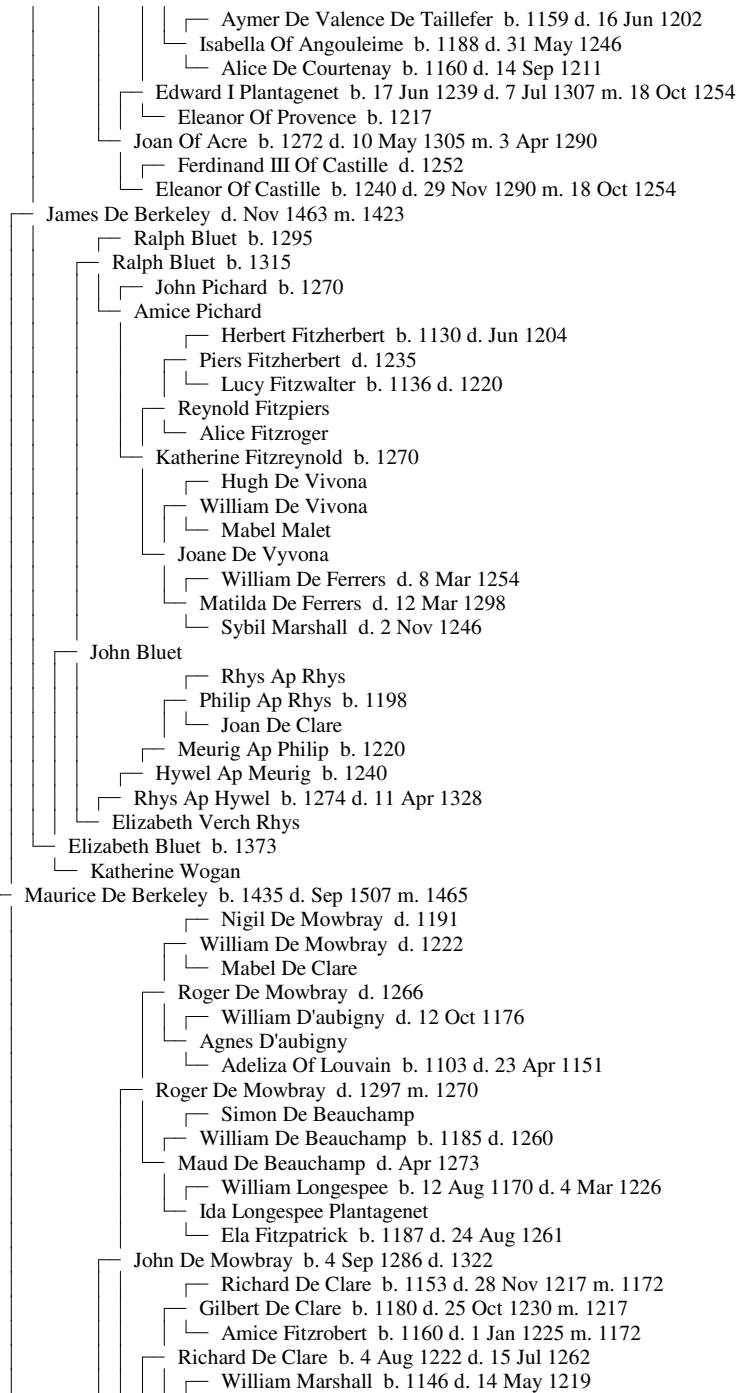 Aymer De Valence De Taillefer b. 1159 d. 16 Jun 1202
Isabella Of Angouleime b. 1188 d. 31 May 1246
Alice De Courtenay b. 1160 d. 14 Sep 1211
Edward I Plantagenet b. 17 Jun 1239 d. 7 Jul 1307 m. 18 Oct 1254
Eleanor Of Provence b. 1217
Joan Of Acre b. 1272 d. 10 May 1305 m. 3 Apr 1290
Ferdinand III Of Castille d. 1252
Eleanor Of Castille b. 1240 d. 29 Nov 1290 m. 18 Oct 1254
James De Berkeley d. Nov 1463 m. 1423
Ralph Bluet b. 1295
Ralph Bluet b. 1315
John Pichard b. 1270
Amice Pichard
Herbert Fitzherbert b. 1130 d. Jun 1204
Piers Fitzherbert d. 1235
Lucy Fitzwalter b. 1136 d. 1220
Reynold Fitzpiers
Alice Fitzroger
Katherine Fitzreynold b. 1270
Hugh De Vivona
William De Vivona
Mabel Malet
Joane De Vyvona
William De Ferrers d. 8 Mar 1254
Matilda De Ferrers d. 12 Mar 1298
Sybil Marshall d. 2 Nov 1246
John Bluet
Rhys Ap Rhys
Philip Ap Rhys b. 1198
Joan De Clare
Meurig Ap Philip b. 1220
Hywel Ap Meurig b. 1240
Rhys Ap Hywel b. 1274 d. 11 Apr 1328
Elizabeth Verch Rhys
Elizabeth Bluet b. 1373
Katherine Wogan
Maurice De Berkeley b. 1435 d. Sep 1507 m. 1465
Nigil De Mowbray d. 1191
William De Mowbray d. 1222
Mabel De Clare
Roger De Mowbray d. 1266
William D'aubigny d. 12 Oct 1176
Agnes D'aubigny
Adeliza Of Louvain b. 1103 d. 23 Apr 1151
Roger De Mowbray d. 1297 m. 1270
Simon De Beauchamp
William De Beauchamp b. 1185 d. 1260
Maud De Beauchamp d. Apr 1273
William Longespee b. 12 Aug 1170 d. 4 Mar 1226
Ida Longespee Plantagenet
Ela Fitzpatrick b. 1187 d. 24 Aug 1261
John De Mowbray b. 4 Sep 1286 d. 1322
Richard De Clare b. 1153 d. 28 Nov 1217 m. 1172
Gilbert De Clare b. 1180 d. 25 Oct 1230 m. 1217
Amice Fitzrobert b. 1160 d. 1 Jan 1225 m. 1172
Richard De Clare b. 4 Aug 1222 d. 15 Jul 1262
William Marshall b. 1146 d. 14 May 1219